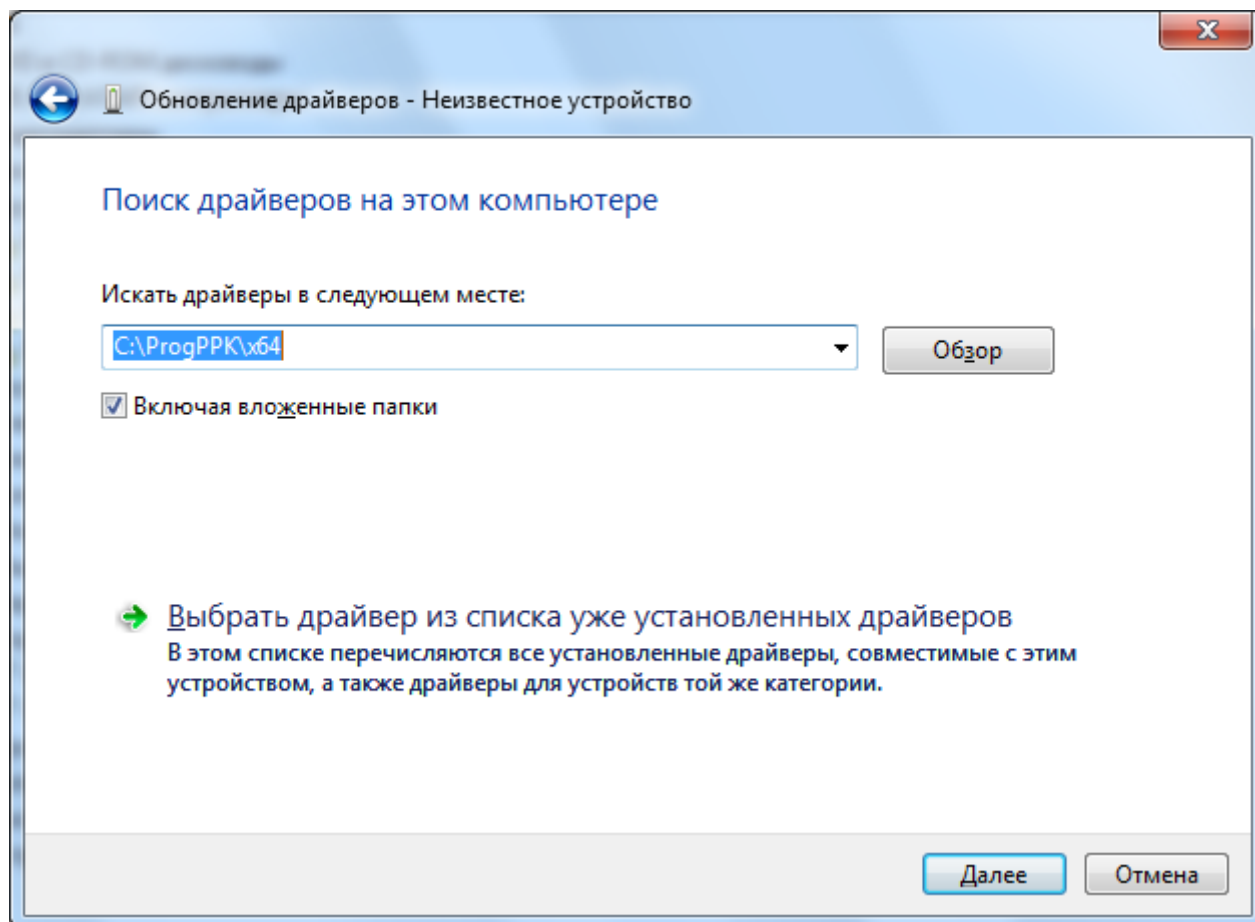 Обновление драйверов - Неизвестное устройство
Поиск драйверов на этом компьютере
Искать драйверы в следующем месте:
C:\ProgPPK\x64
Обзор
Включая вложенные папки
Выбрать драйвер из списка уже установленных драйверов
В этом списке перечисляются все установленные драйверы, совместимые с этим
устройством, а также драйверы для устройств той же категории.
Далее
Отмена